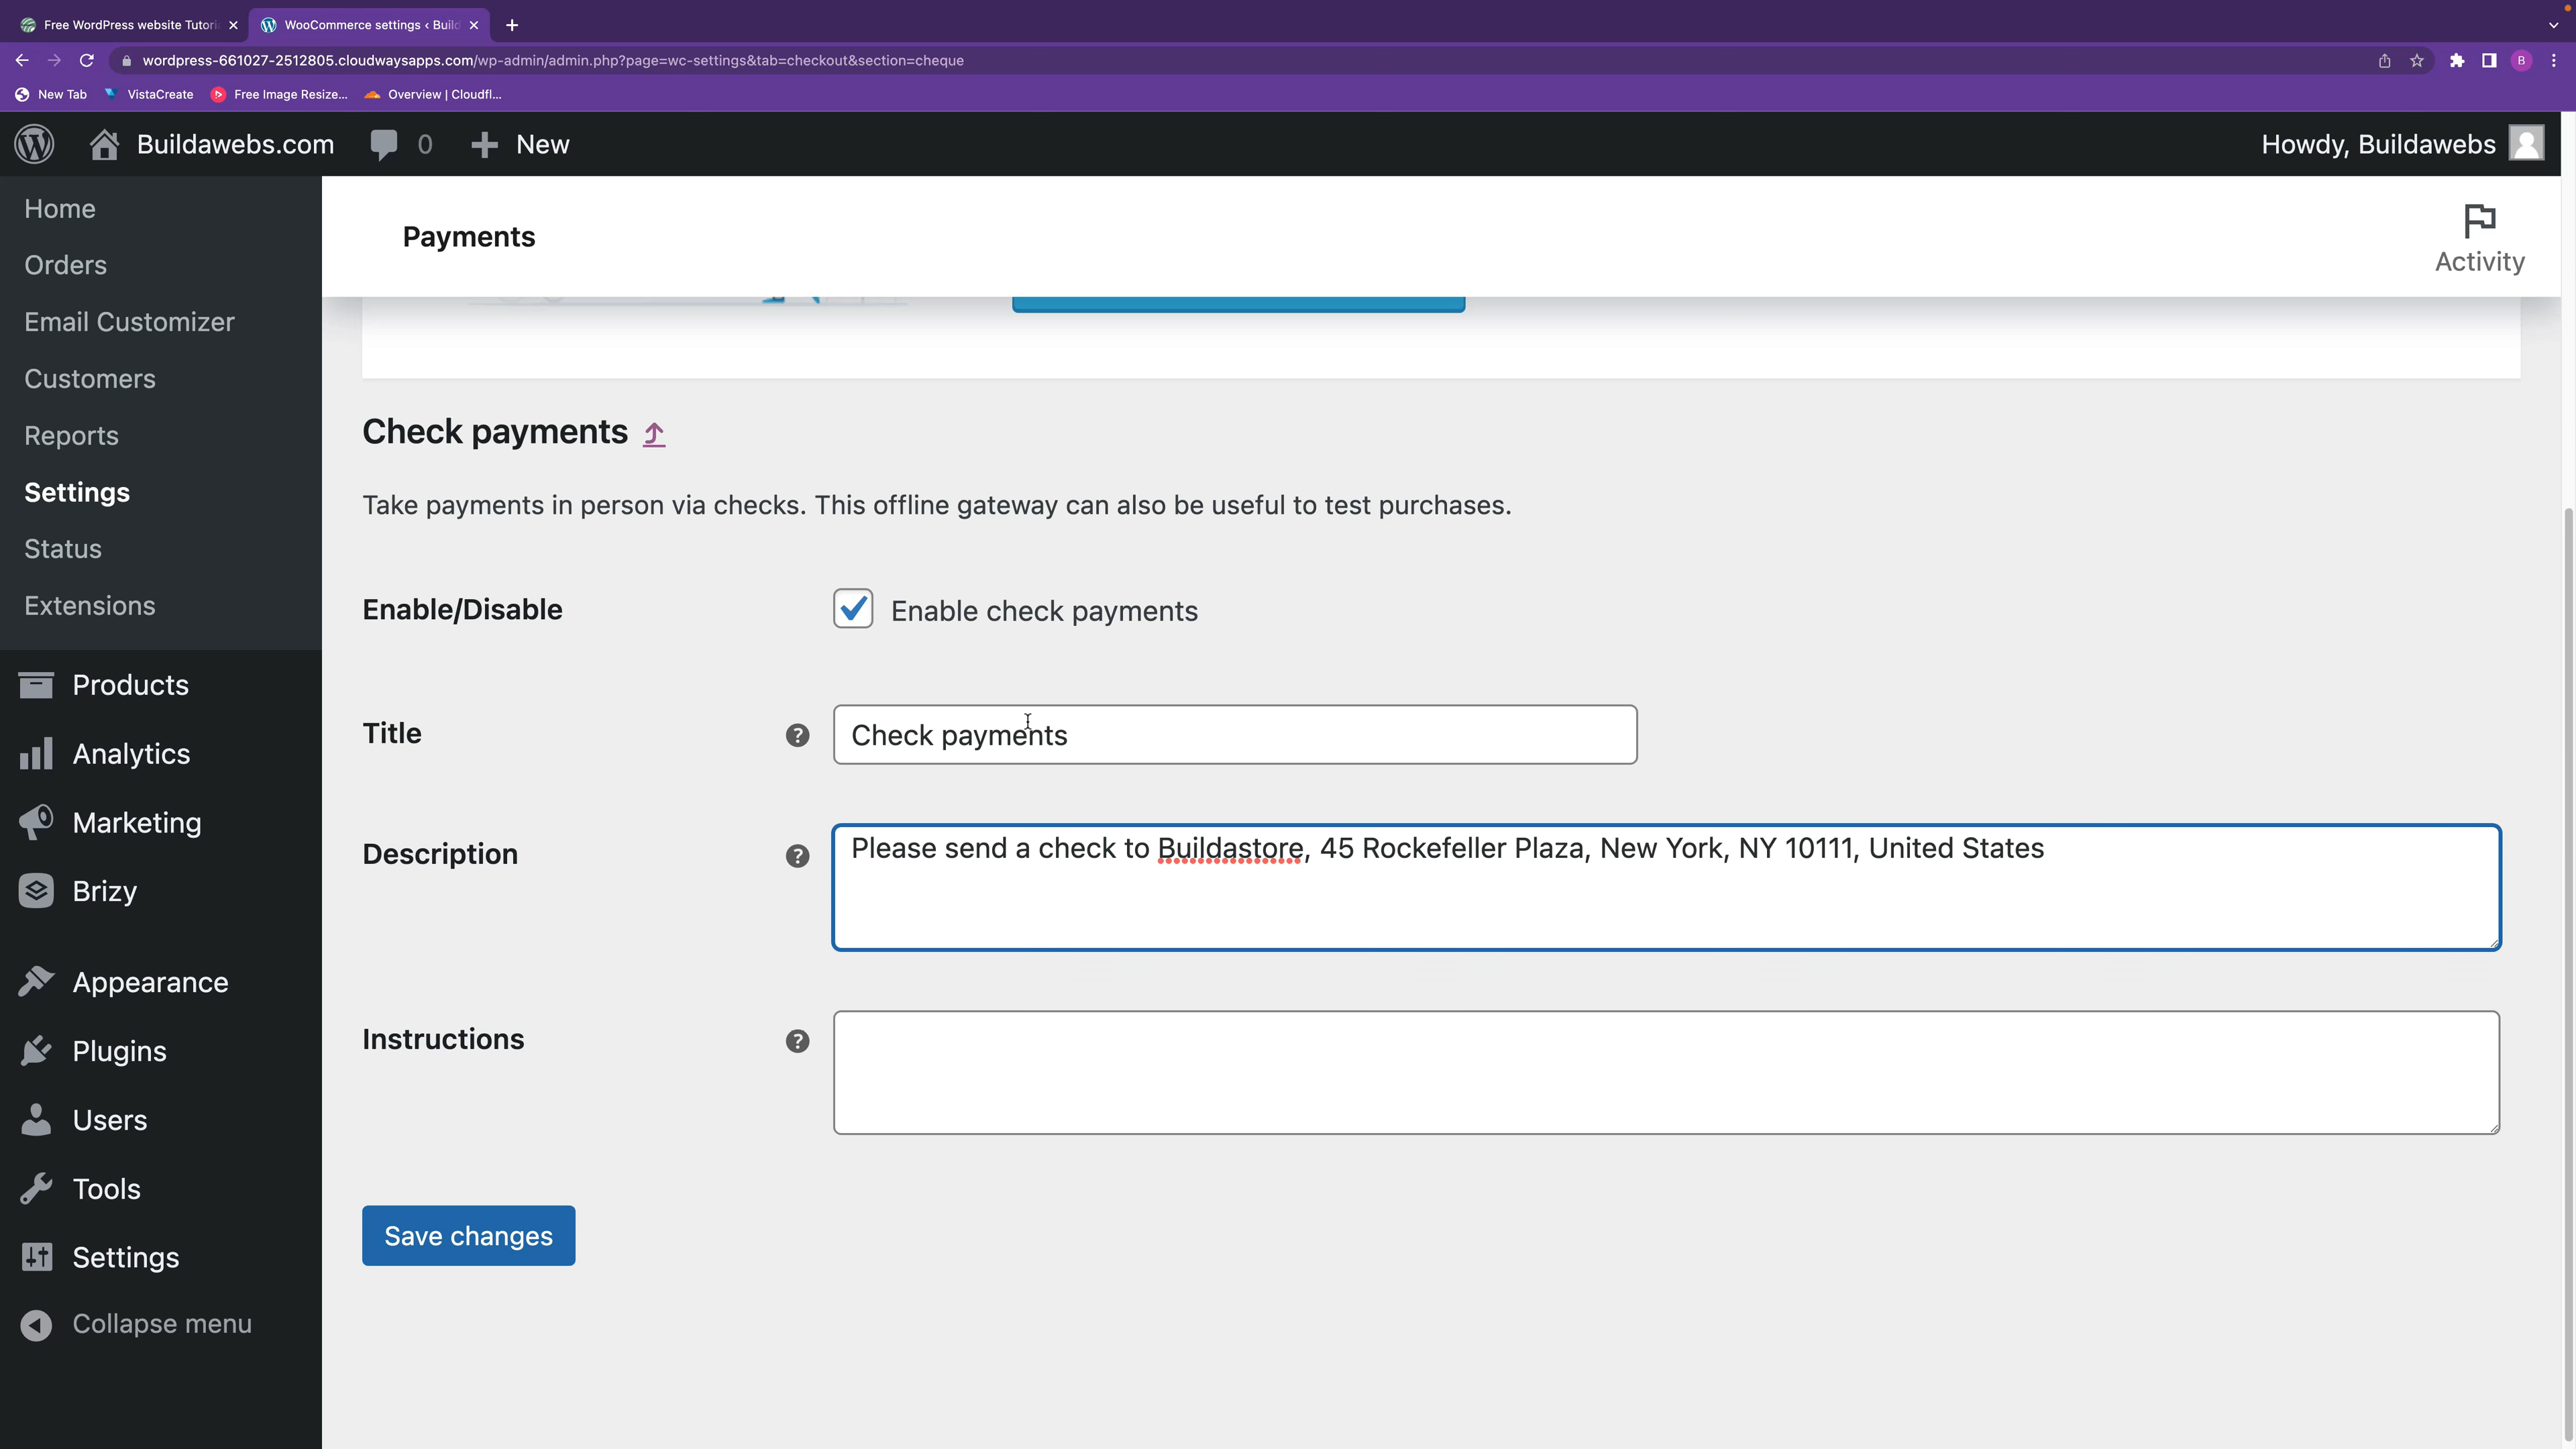 Free WordPress website Tutori
WooCommerce settings ‹ Build
wordpress-661027-2512805.cloudwaysapps.com/wp-admin/admin.php?page=wc-settings&tab=checkout&section=cheque
B
New Tab
VistaCreate
Free Image Resize...
Overview | Cloudfl...
Buildawebs.com
0
New
Howdy, Buildawebs
Home
Orders
Email Customizer
Customers
Reports
Settings
Status
Extensions
Products
Analytics
Marketing
Brizy
Appearance
Plugins
Users
Tools
Settings
Collapse menu
Payments
Activity
Check payments
Take payments in person via checks. This offline gateway can also be useful to test purchases.
Enable/Disable
Enable check payments
Title
?
Check payments
Description
?
Please send a check to Buildastore, 45 Rockefeller Plaza, New York, NY 10111, United States
Instructions
?
Save changes